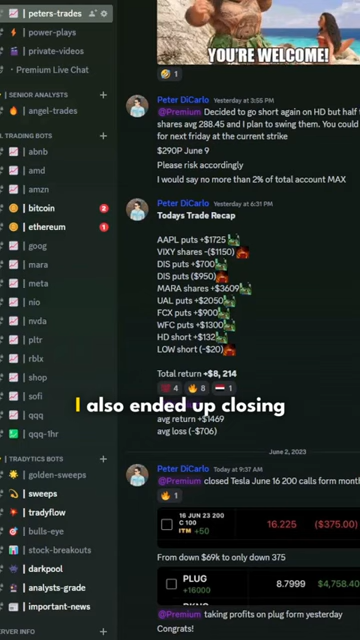 peters-trades
power-plays
private-videos
Premium Live Chat
SENIOR ANALYSTS
angel-trades
TRADING BOTS
abnb
amd
amzn
bitcoin 2
ethereum 1
goog
mara
meta
nio
nvda
pltr
rblx
shop
sofi
qqq
qqq-1hr
TRADYTICS BOTS
golden-sweeps
sweeps
tradyflow
bulls-eye
stock-breakouts
darkpool
analysts-grade
important-news
INFO
YOU'RE WELCOME!
1
Peter DiCarlo Yesterday at 3:55 PM
@Premium Decided to go short again on HD but half
shares avg 288.45 and I plan to swing them. You could
for next friday at the current strike
$290P June 9
Please risk accordingly
I would say no more than 2% of total account MAX
Peter DiCarlo Yesterday at 6:31 PM
Todays Trade Recap
AAPL puts +$1725
VIXY shares -($1150)
DIS puts +$700
DIS puts ($950)
MARA shares +$3609
UAL puts +$2050
FCX puts +$900
WFC puts +$1300
HD short +$132
LOW short (-$20)
Total return +$8, 214
4 8 1
I also ended up closing
avg return +$1469
avg loss (-$706)
June 2, 2023
Peter DiCarlo Today at 9:37 AM
@Premium closed Tesla June 16 200 calls form
1
16 JUN 23 200
C 100
ITM +50
16.225 ($375.00)
From down $69k to only down 375
PLUG
+16000
8.7999 $4,758.40
@Premium taking profits on plug form yesterday
Congrats!